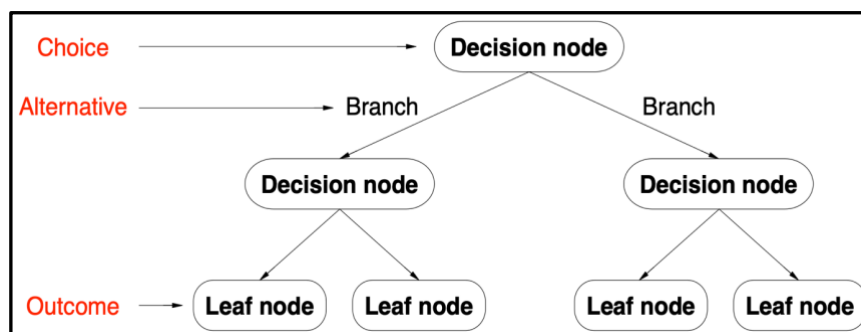 Choice Decision node
Alternative Branch Branch
Decision node Decision node
Outcome Leaf node Leaf node Leaf node Leaf node